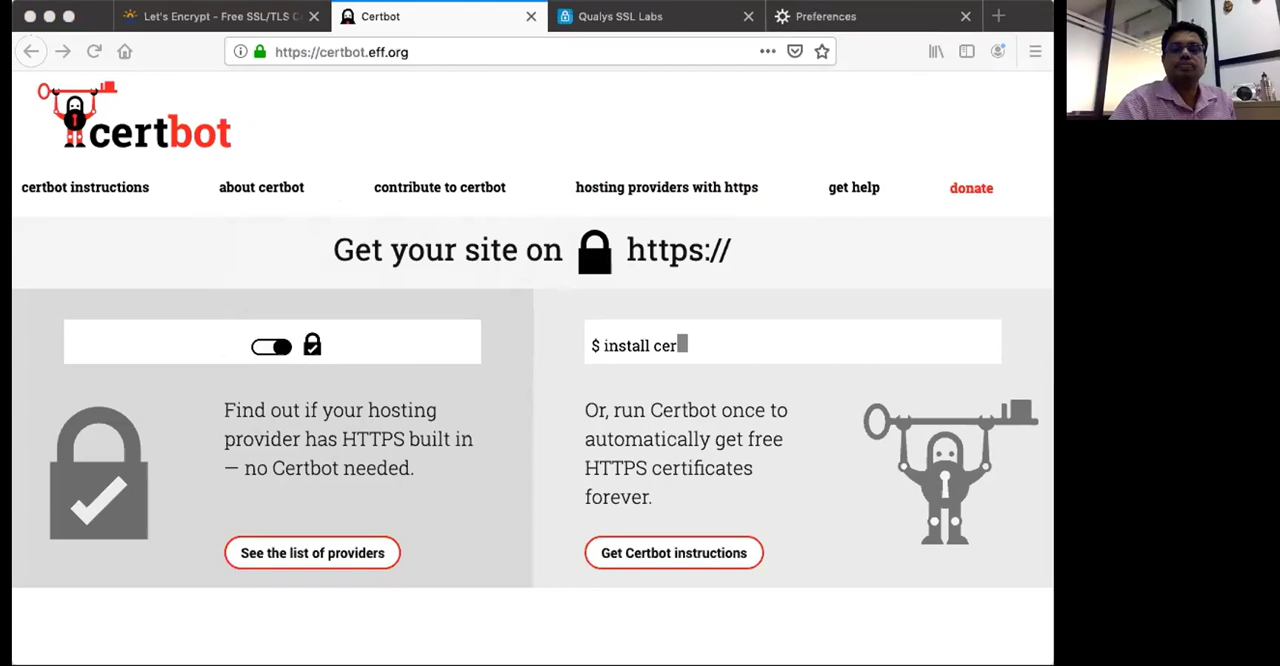 Let's Encrypt - Free SSL/TLS C
Certbot
Qualys SSL Labs
Preferences
https://certbot.eff.org
certbot
certbot instructions
about certbot
contribute to certbot
hosting providers with https
get help
donate
Get your site on https://
$ install cer
Find out if your hosting
provider has HTTPS built in
— no Certbot needed.
See the list of providers
Or, run Certbot once to
automatically get free
HTTPS certificates
forever.
Get Certbot instructions